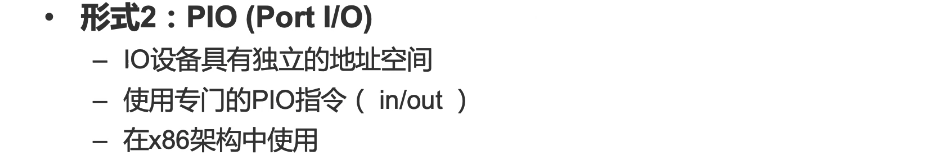 • 形式2：PIO (Port I/O)
– IO设备具有独立的地址空间
– 使用专门的PIO指令（ in/out ）
– 在x86架构中使用